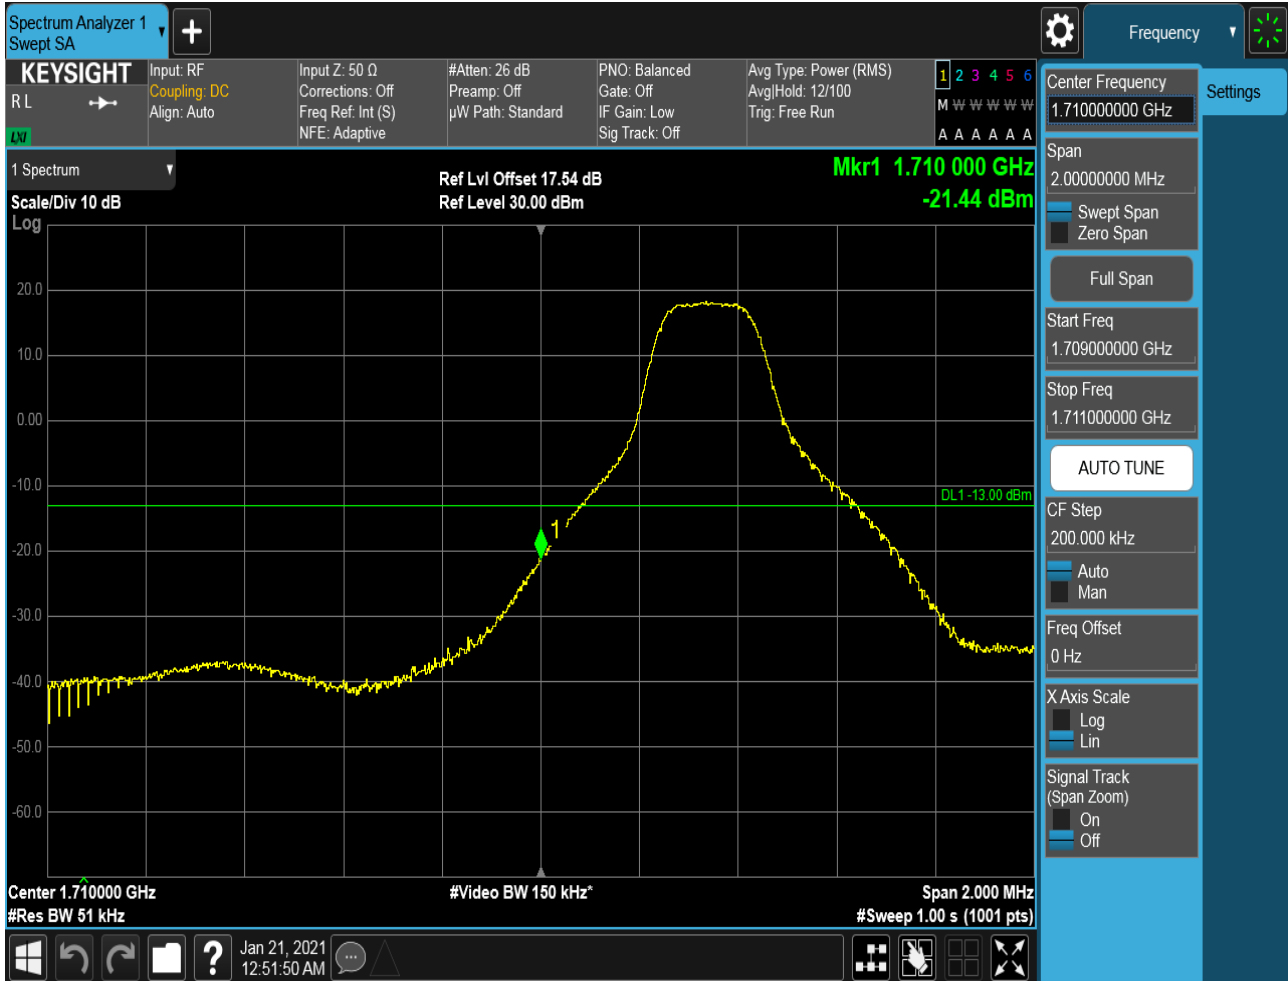 Spectrum Analyzer 1
Swept SA
+
Frequency
KEYSIGHT
R L
LXI
Input: RF
Coupling: DC
Align: Auto
Input Z: 50 Ω
Corrections: Off
Freq Ref: Int (S)
NFE: Adaptive
#Atten: 26 dB
Preamp: Off
µW Path: Standard
PNO: Balanced
Gate: Off
IF Gain: Low
Sig Track: Off
Avg Type: Power (RMS)
Avg|Hold: 12/100
Trig: Free Run
1 2 3 4 5 6
M W W W W W
A A A A A A
1 Spectrum
Scale/Div 10 dB
Log
Ref Lvl Offset 17.54 dB
Ref Level 30.00 dBm
Mkr1 1.710 000 GHz
-21.44 dBm
20.0
10.0
0.00
-10.0
-20.0
-30.0
-40.0
-50.0
-60.0
DL1 -13.00 dBm
1
Center 1.710000 GHz
#Res BW 51 kHz
#Video BW 150 kHz*
Span 2.000 MHz
#Sweep 1.00 s (1001 pts)
?
Jan 21, 2021
12:51:50 AM
Center Frequency
1.710000000 GHz
Span
2.00000000 MHz
Swept Span
Zero Span
Full Span
Start Freq
1.709000000 GHz
Stop Freq
1.711000000 GHz
AUTO TUNE
CF Step
200.000 kHz
Auto
Man
Freq Offset
0 Hz
X Axis Scale
Log
Lin
Signal Track
(Span Zoom)
On
Off
Settings